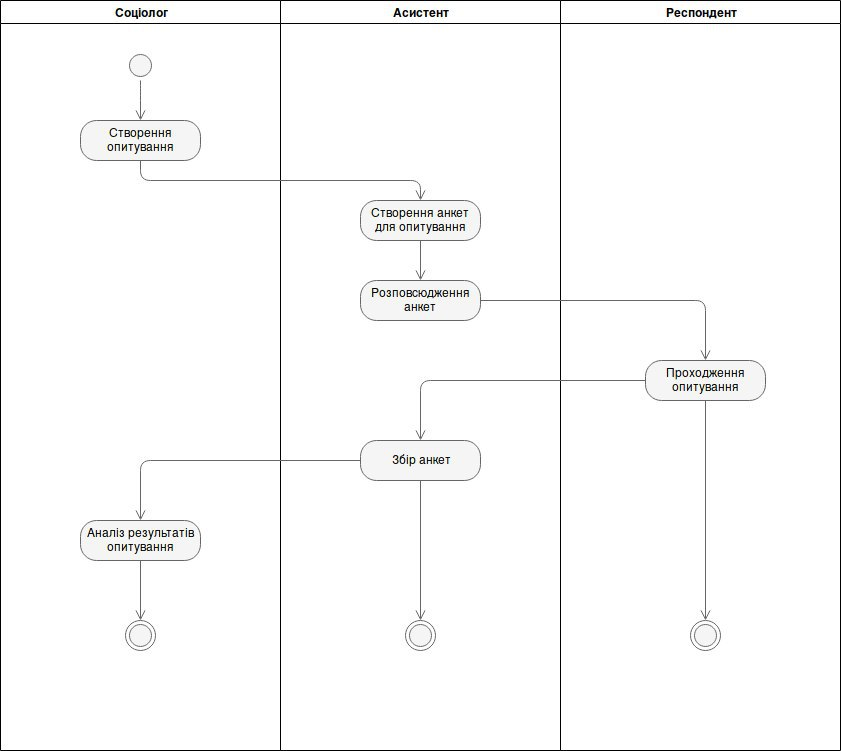 Соціолог
Асистент
Респондент
Створення
опитування
Створення анкет
для опитування
Розповсюдження
анкет
Проходження
опитування
Збір анкет
Аналіз результатів
опитування